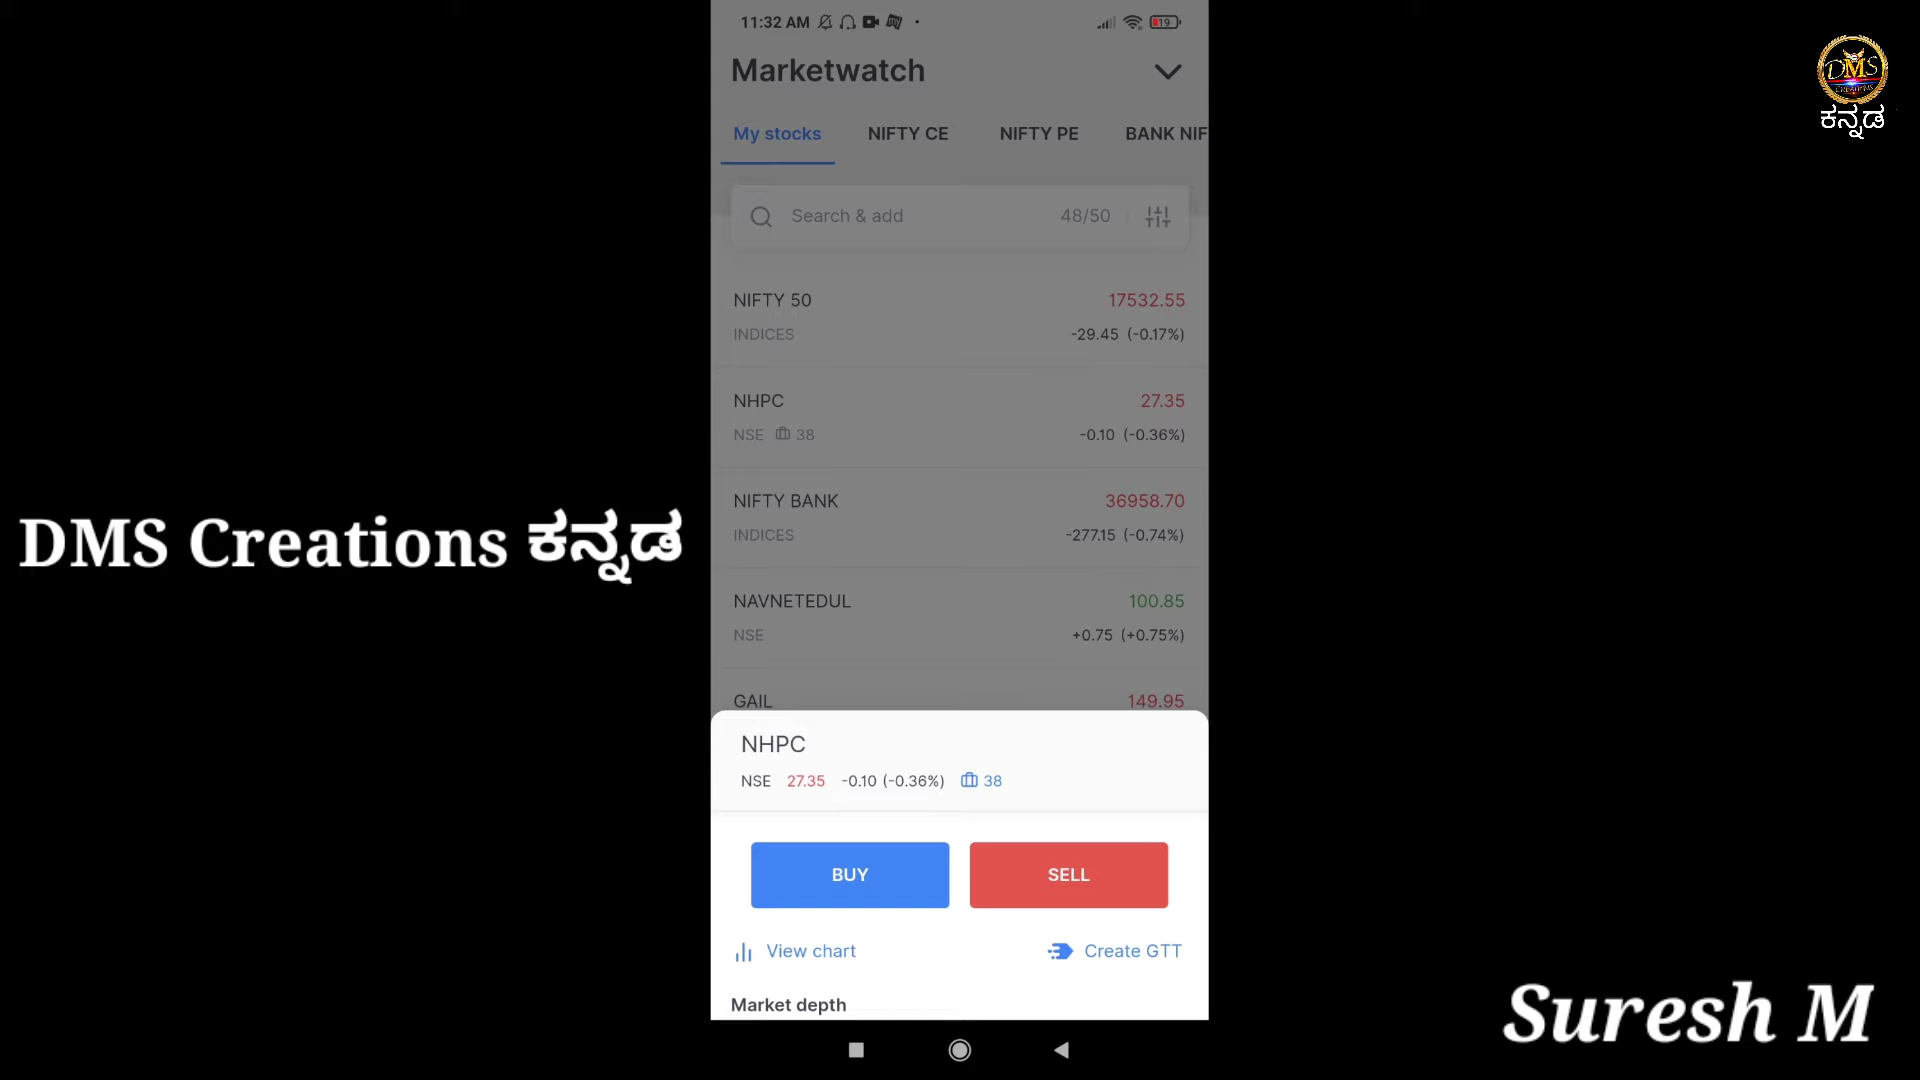 11:32 AM
19
Marketwatch
My stocks NIFTY CE NIFTY PE BANK NIF
Search & add 48/50
NIFTY 50 17532.55
INDICES -29.45 (-0.17%)
NHPC 27.35
NSE 38 -0.10 (-0.36%)
NIFTY BANK 36958.70
INDICES -277.15 (-0.74%)
NAVNETEDUL 100.85
NSE +0.75 (+0.75%)
GAIL 149.95
NHPC
NSE 27.35 -0.10 (-0.36%) 38
BUY SELL
View chart Create GTT
Market depth
DMS Creations ಕನ್ನಡ
DMS
CREATIONS
ಕನ್ನಡ
Suresh M